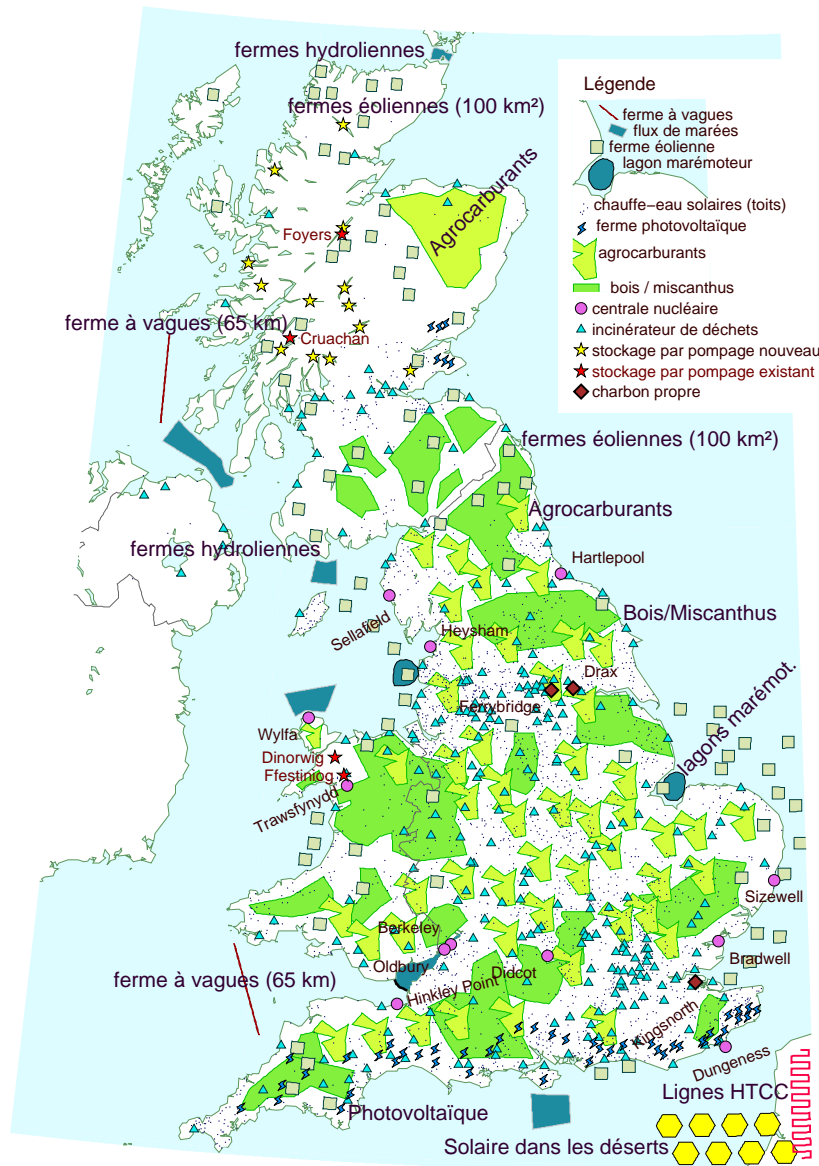 fermes hydroliennes
fermes éoliennes (100 km²)
Légende
ferme à vagues
flux de marées
ferme éolienne
lagon marémoteur
chauffe−eau solaires (toits)
ferme photovoltaïque
agrocarburants
bois / miscanthus
centrale nucléaire
incinérateur de déchets
stockage par pompage nouveau
stockage par pompage existant
charbon propre
Agrocarburants
Foyers
ferme à vagues (65 km)
Cruachan
fermes éoliennes (100 km²)
Agrocarburants
fermes hydroliennes
Hartlepool
Sellafield
Bois/Miscanthus
Heysham
Drax
Ferrybridge
lagons marémot.
Wylfa
Dinorwig
Ffestiniog
Trawsfynydd
Sizewell
Berkeley
Oldbury
Didcot
Bradwell
ferme à vagues (65 km)
Hinkley Point
Kingsnorth
Dungeness
Lignes HTCC
Photovoltaïque
Solaire dans les déserts